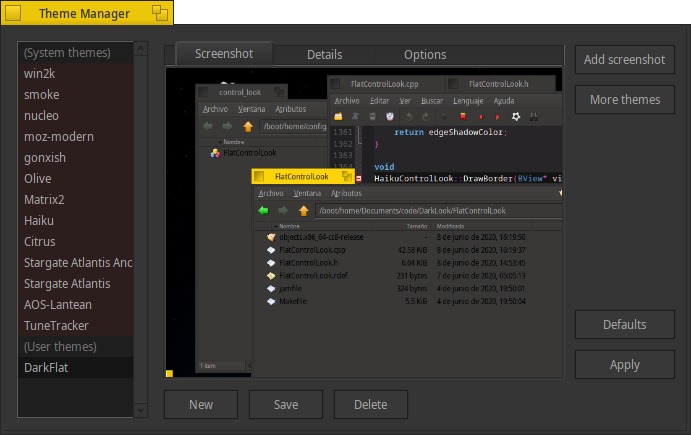 Theme Manager
(System themes)
win2k
smoke
nucleo
moz-modern
gonxish
Olive
Matrix2
Haiku
Citrus
Stargate Atlantis Anc
Stargate Atlantis
AOS-Lantean
TuneTracker
(User themes)
DarkFlat
Screenshot
Details
Options
control_look
Archivo Ventana Atributos
/boot/home/config
Nombre
FlatControlLook
1 item
FlatControlLook.cpp
FlatControlLook.h
Archivo Editar Ver Buscar Lenguaje Ayuda
1361 return edgeShadowColor;
1362 }
1363
1364 void
HaikuControlLook::DrawBorder(BView* vi
FlatControlLook
Archivo Ventana Atributos
/boot/home/Documents/code/DarkLook/FlatControlLook
Nombre Tamaño Modificado
objects.x86_64-cc8-release - 8 de junio de 2020, 16:19:50
FlatControlLook.cpp 42.58 KiB 8 de junio de 2020, 16:19:37
FlatControlLook.h 6.94 KiB 8 de junio de 2020, 14:53:45
FlatControlLook.rdef 231 bytes 7 de junio de 2020, 05:05:13
jamfile 324 bytes 4 de junio de 2020, 19:50:01
Makefile 5.5 KiB 4 de junio de 2020, 19:50:04
Add screenshot
More themes
Defaults
Apply
New
Save
Delete